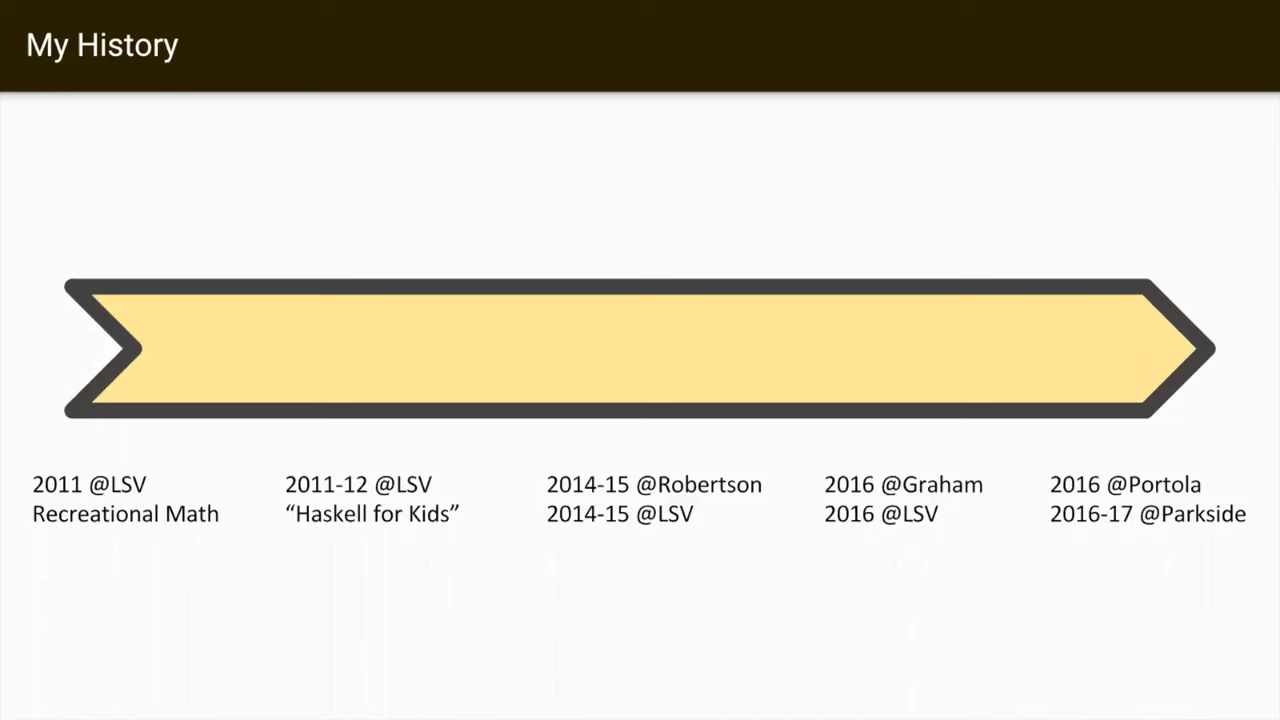 My History
2011 @LSV
Recreational Math
2011-12 @LSV
“Haskell for Kids”
2014-15 @Robertson
2014-15 @LSV
2016 @Graham
2016 @LSV
2016 @Portola
2016-17 @Parkside